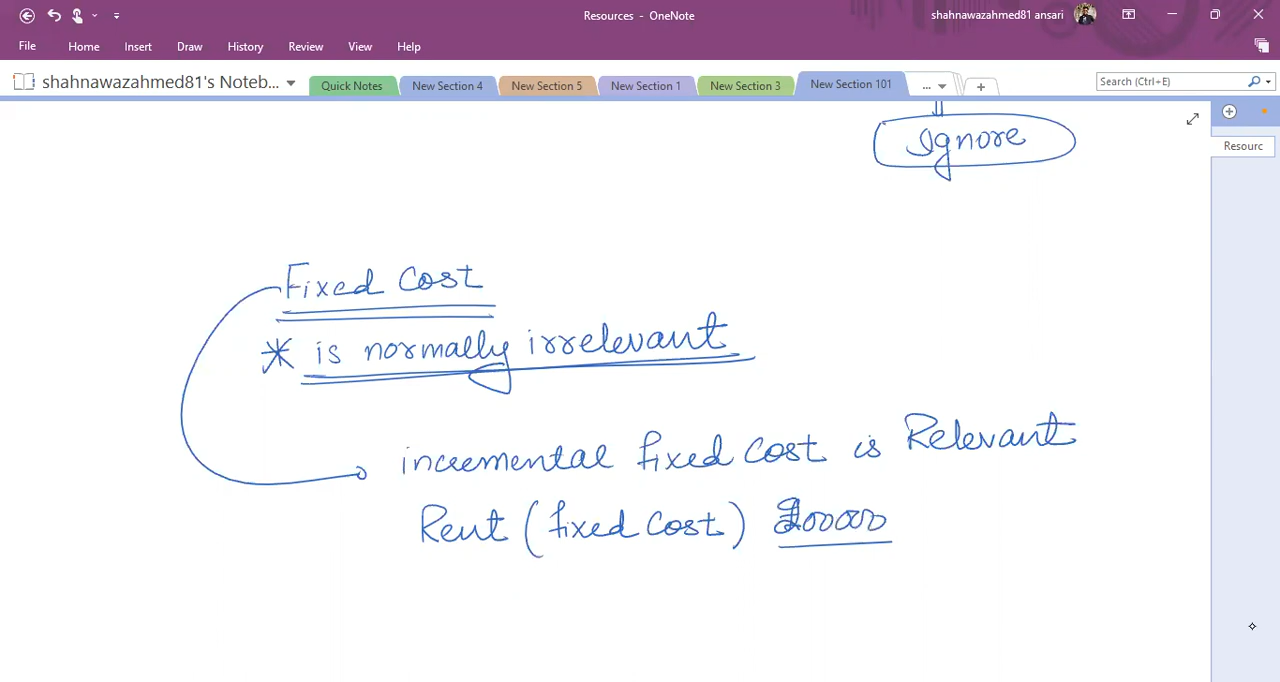 Resources - OneNote
shahnawazahmed81 ansari
File Home Insert Draw History Review View Help
shahnawazahmed81's Noteb... Quick Notes New Section 4 New Section 5 New Section 1 New Section 3 New Section 101 ... + Search (Ctrl+E)
Ignore
Resourc
Fixed Cost
* is normally irrelevant
incremental fixed cost is Relevant
Rent (fixed cost)